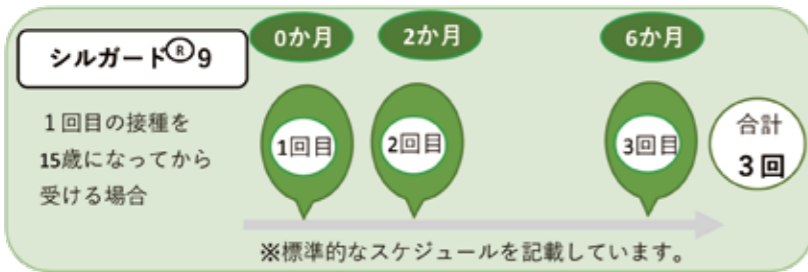 0か月 2か月 6か月
シルガード®9
1回目の接種を
15歳になってから
受ける場合
1回目 2回目 3回目
合計
3回
※標準的なスケジュールを記載しています。